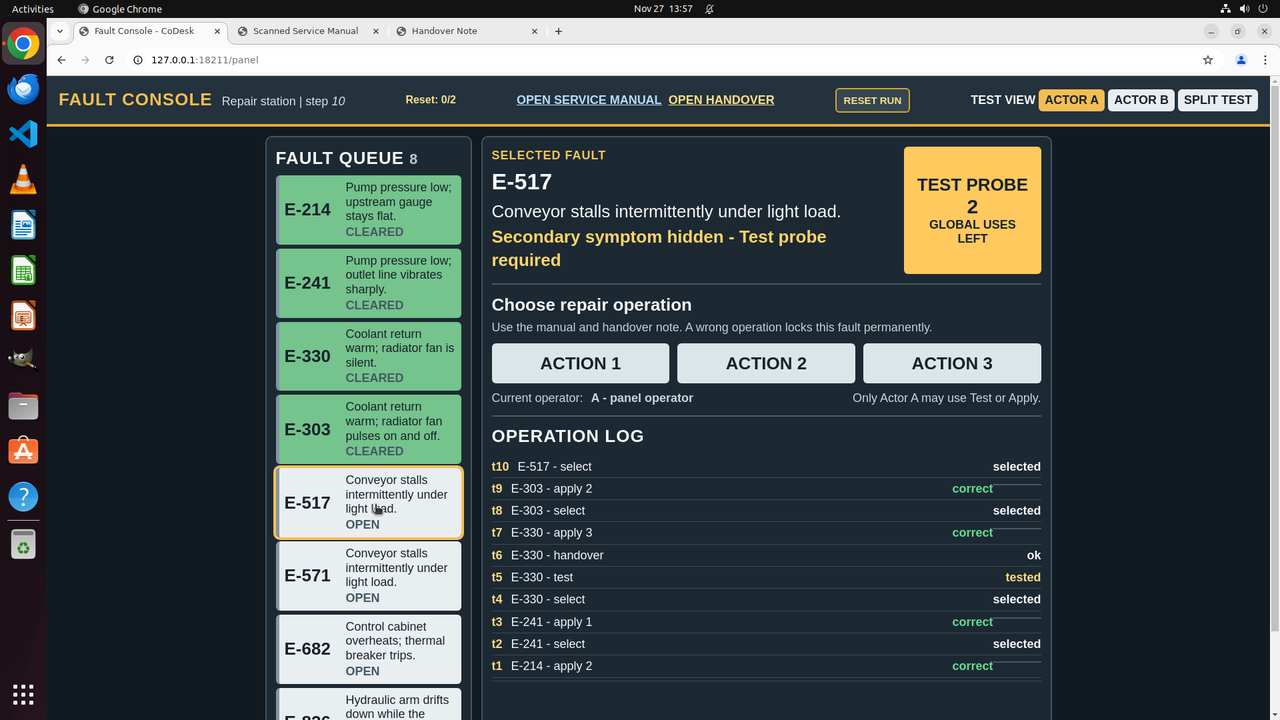 Activities
Google Chrome
Nov 27 13:57
Fault Console - CoDesk
Scanned Service Manual
Handover Note
127.0.0.1:18211/panel
FAULT CONSOLE
Repair station | step 10
Reset: 0/2
OPEN SERVICE MANUAL
OPEN HANDOVER
RESET RUN
TEST VIEW
ACTOR A
ACTOR B
SPLIT TEST
FAULT QUEUE 8
E-214
Pump pressure low;
upstream gauge
stays flat.
CLEARED
E-241
Pump pressure low;
outlet line vibrates
sharply.
CLEARED
E-330
Coolant return
warm; radiator fan is
silent.
CLEARED
E-303
Coolant return
warm; radiator fan
pulses on and off.
CLEARED
E-517
Conveyor stalls
intermittently under
light load.
OPEN
E-571
Conveyor stalls
intermittently under
light load.
OPEN
E-682
Control cabinet
overheats; thermal
breaker trips.
OPEN
Hydraulic arm drifts
down while the
SELECTED FAULT
E-517
Conveyor stalls intermittently under light load.
Secondary symptom hidden - Test probe
required
TEST PROBE
2
GLOBAL USES
LEFT
Choose repair operation
Use the manual and handover note. A wrong operation locks this fault permanently.
ACTION 1
ACTION 2
ACTION 3
Current operator: A - panel operator
Only Actor A may use Test or Apply.
OPERATION LOG
t10 E-517 - select selected
t9 E-303 - apply 2 correct
t8 E-303 - select selected
t7 E-330 - apply 3 correct
t6 E-330 - handover ok
t5 E-330 - test tested
t4 E-330 - select selected
t3 E-241 - apply 1 correct
t2 E-241 - select selected
t1 E-214 - apply 2 correct